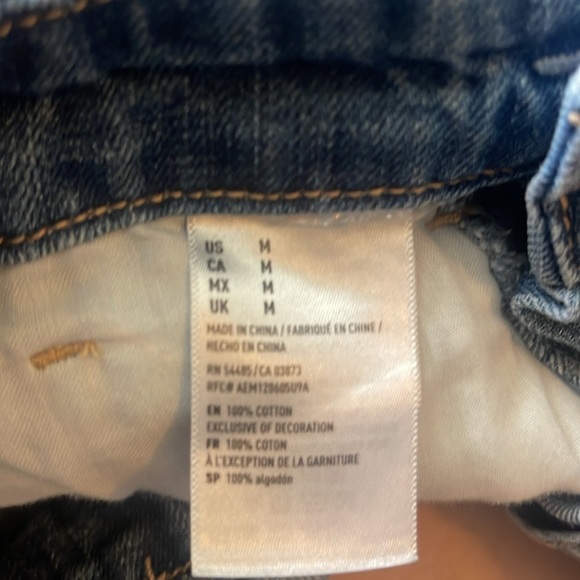 US M
CA M
MX M
UK M
MADE IN CHINA / FABRIQUÉ EN CHINE /
HECHO EN CHINA
RN 54485/CA 03873
RFC# AEM120605U9A
EN 100% COTTON
EXCLUSIVE OF DECORATION
FR 100% COTON
À L'EXCEPTION DE LA GARNITURE
SP 100% algodón